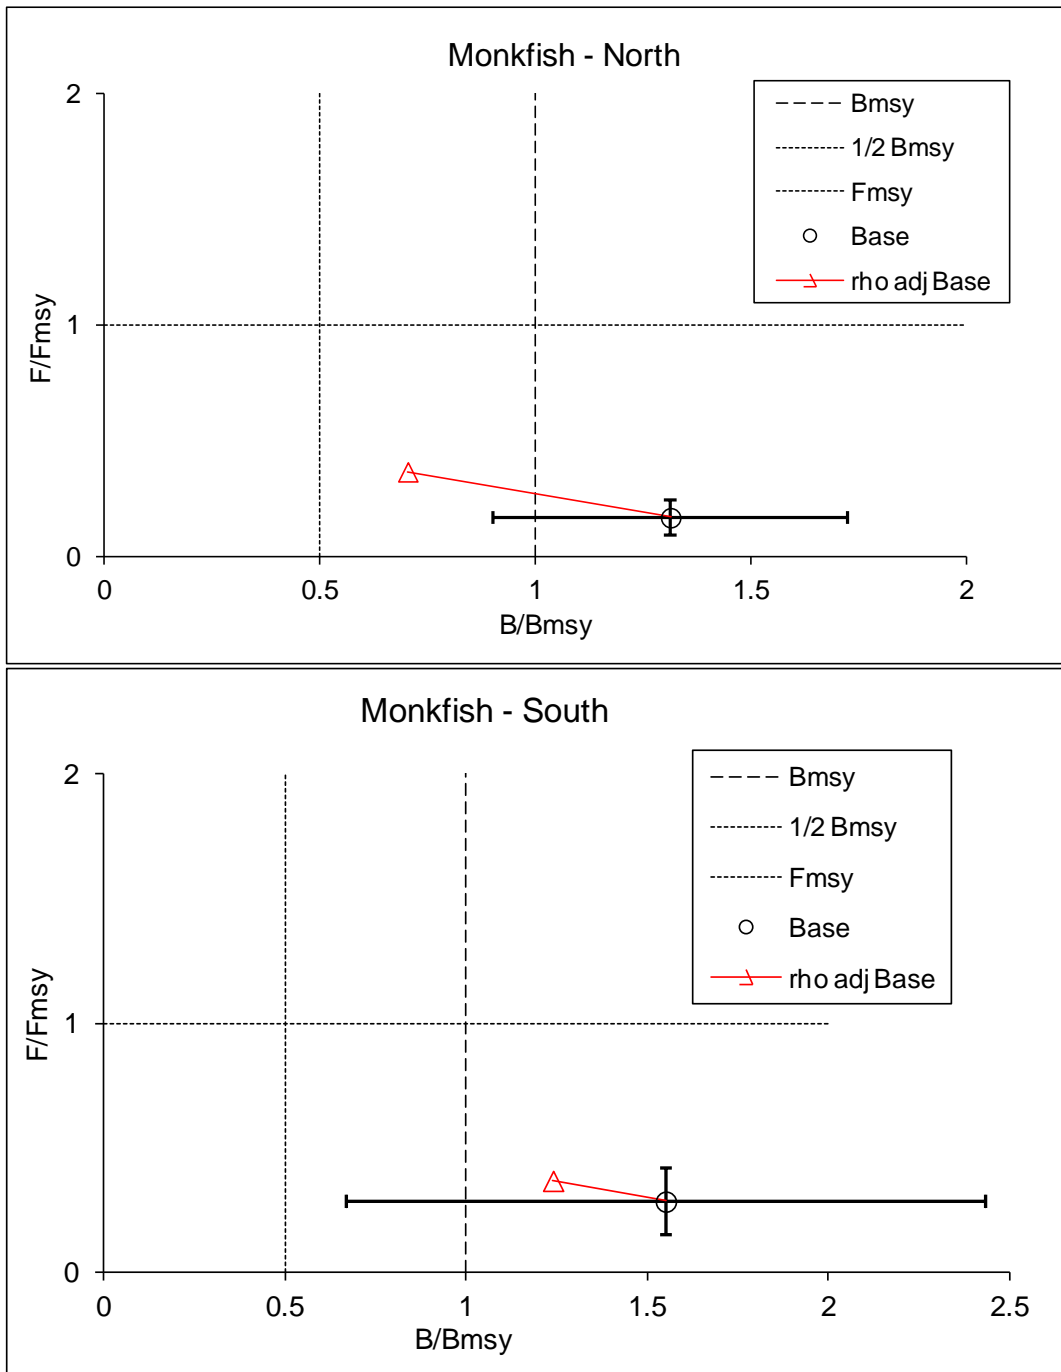 Monkfish - North
2
Bmsy
1/2 Bmsy
Fmsy
Base
rho adj Base
F/Fmsy
1
0
0 0.5 1 1.5 2
B/Bmsy
Monkfish - South
2
Bmsy
1/2 Bmsy
Fmsy
Base
rho adj Base
F/Fmsy
1
0
0 0.5 1 1.5 2 2.5
B/Bmsy